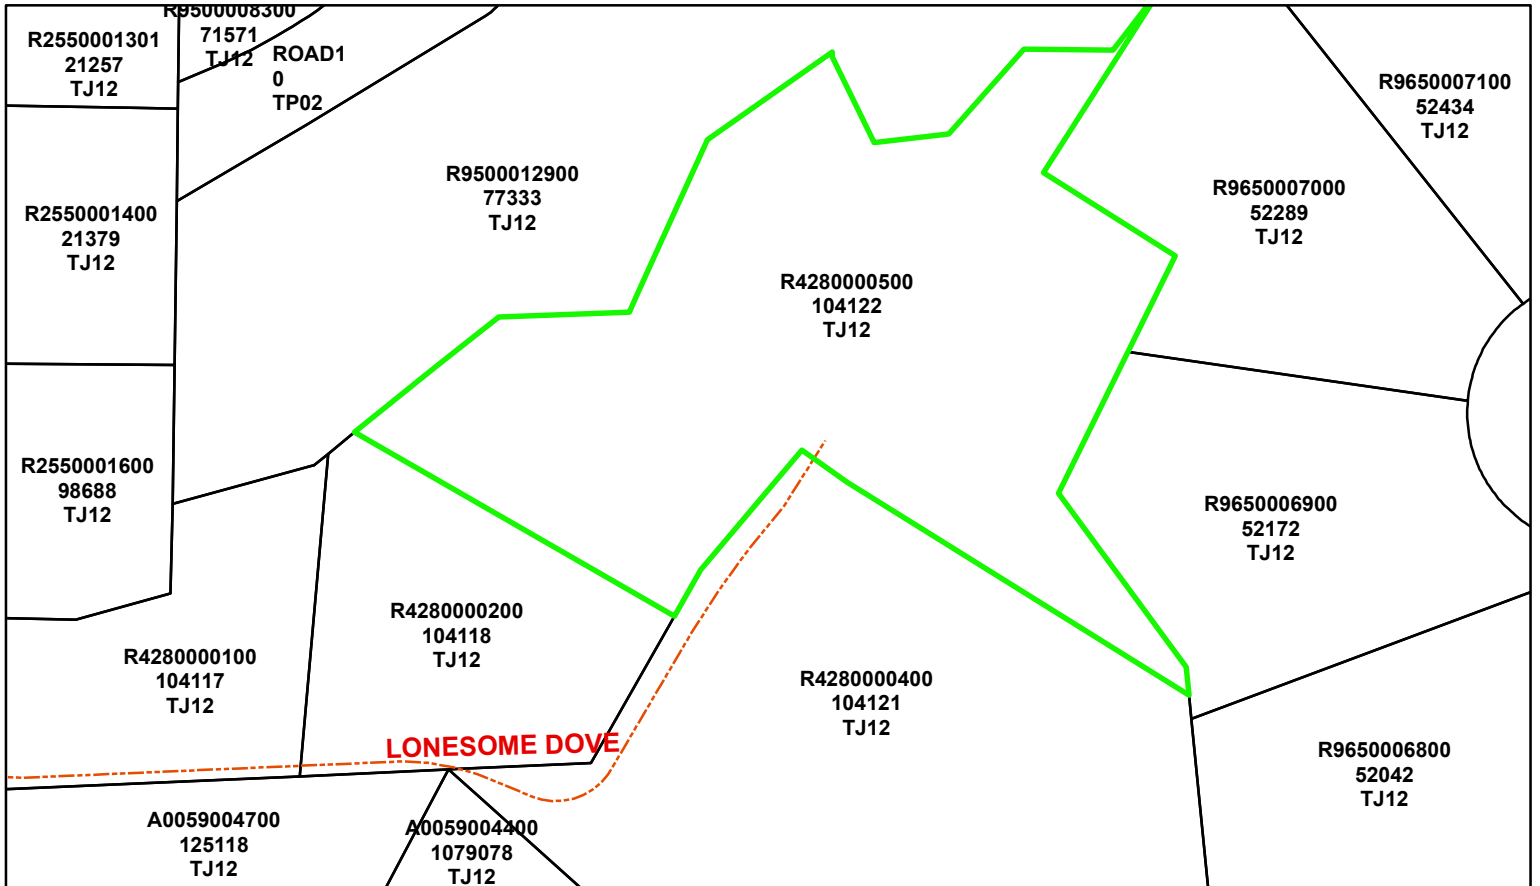 R9500008300
71571
TJ12
R2550001301
21257
TJ12
ROAD1
0
TP02
R9650007100
52434
TJ12
R9500012900
77333
TJ12
R2550001400
21379
TJ12
R9650007000
52289
TJ12
R4280000500
104122
TJ12
R2550001600
98688
TJ12
R9650006900
52172
TJ12
R4280000200
104118
TJ12
R4280000100
104117
TJ12
R4280000400
104121
TJ12
LONESOME DOVE
R9650006800
52042
TJ12
A0059004700
125118
TJ12
A0059004400
1079078
TJ12